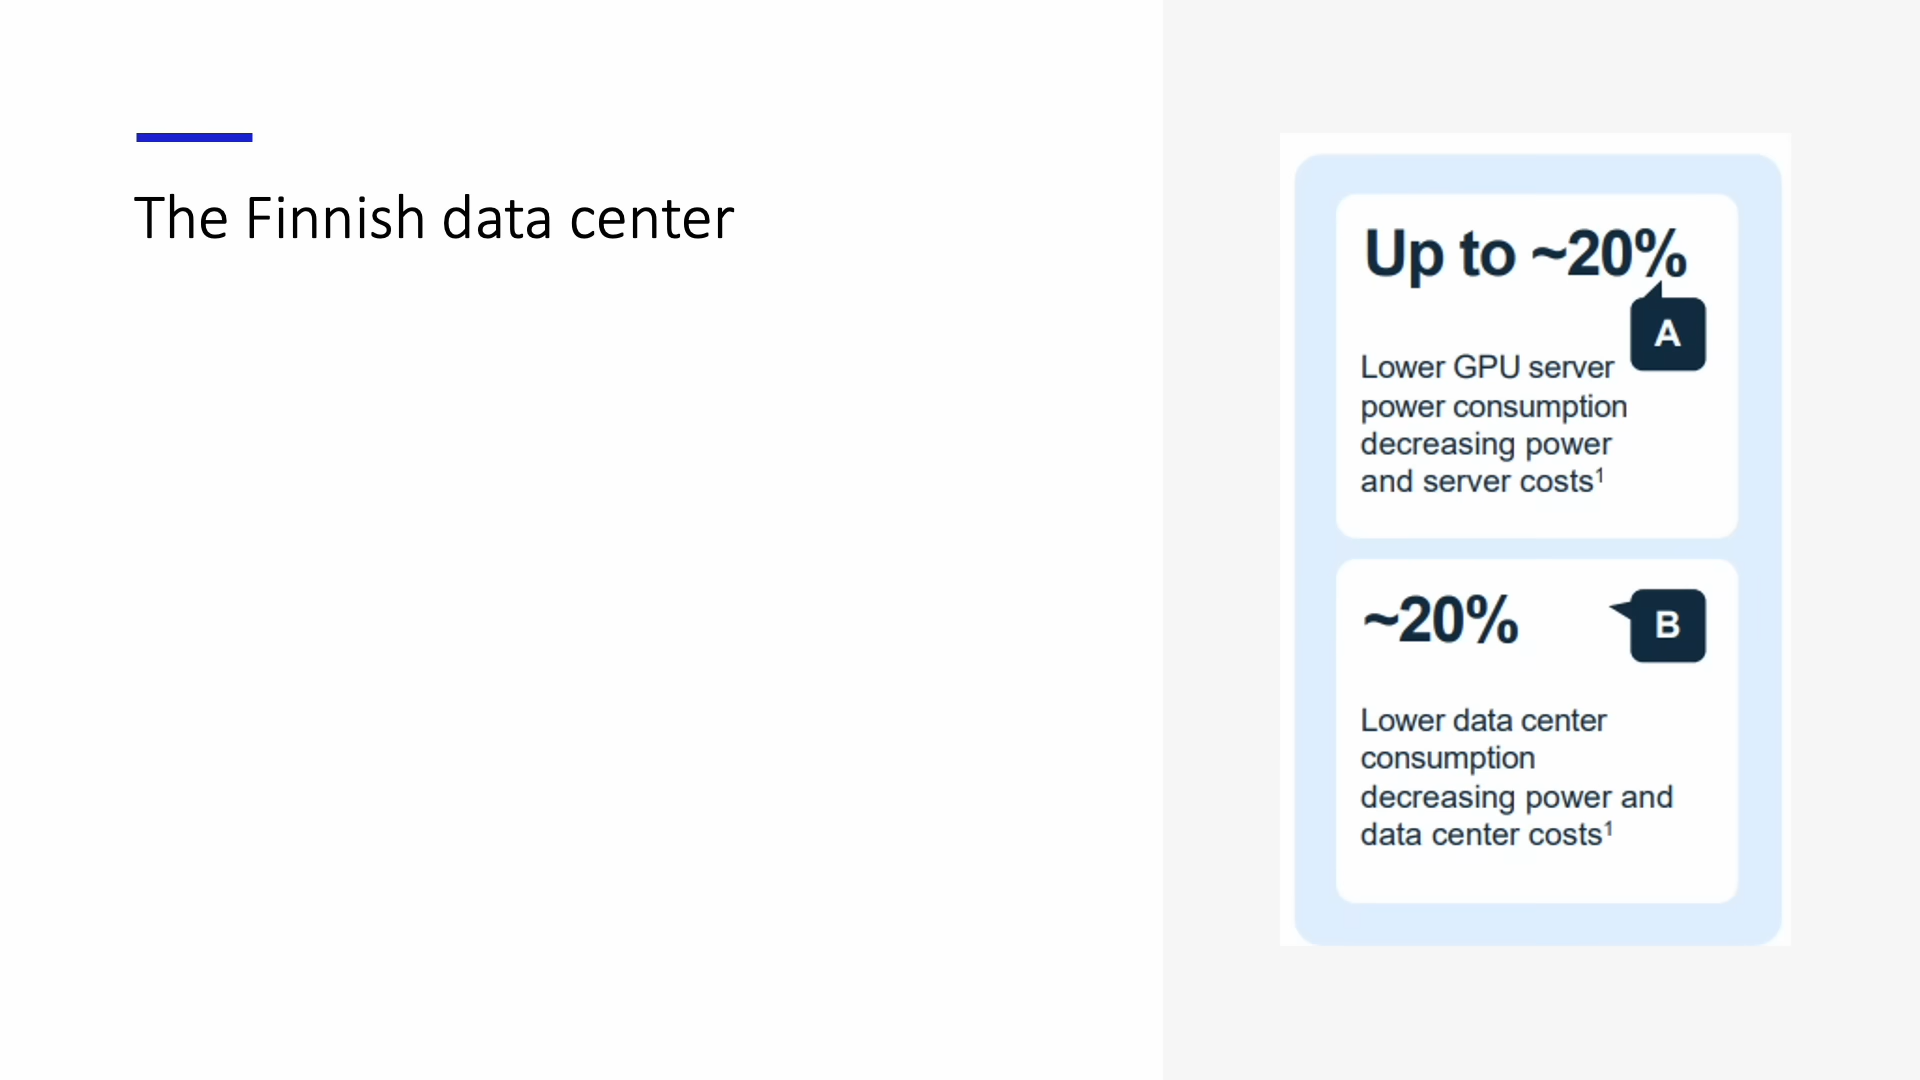 The Finnish data center
Up to ~20%
A
Lower GPU server
power consumption
decreasing power
and server costs¹
~20%
B
Lower data center
consumption
decreasing power and
data center costs¹